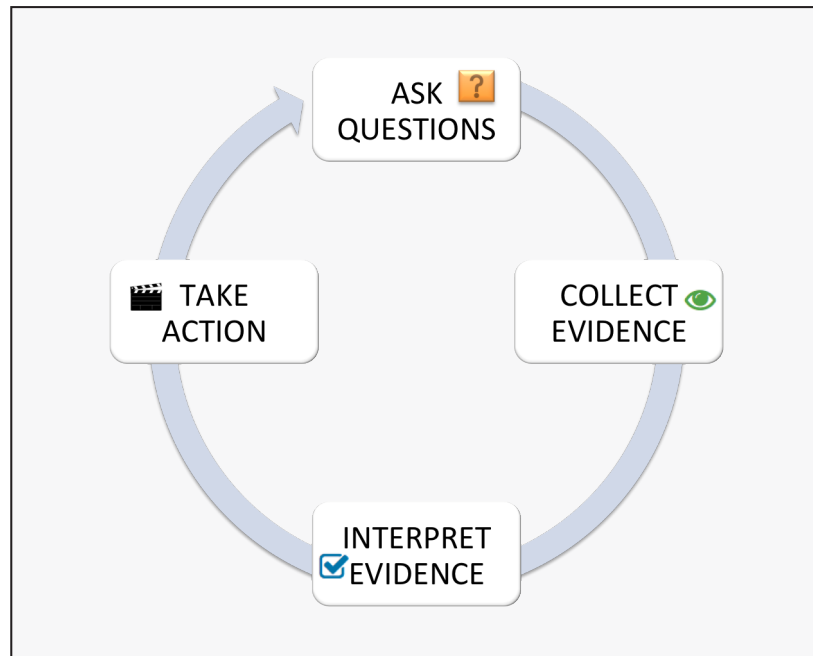 ASK ?
QUESTIONS
COLLECT
EVIDENCE
INTERPRET
EVIDENCE
TAKE
ACTION